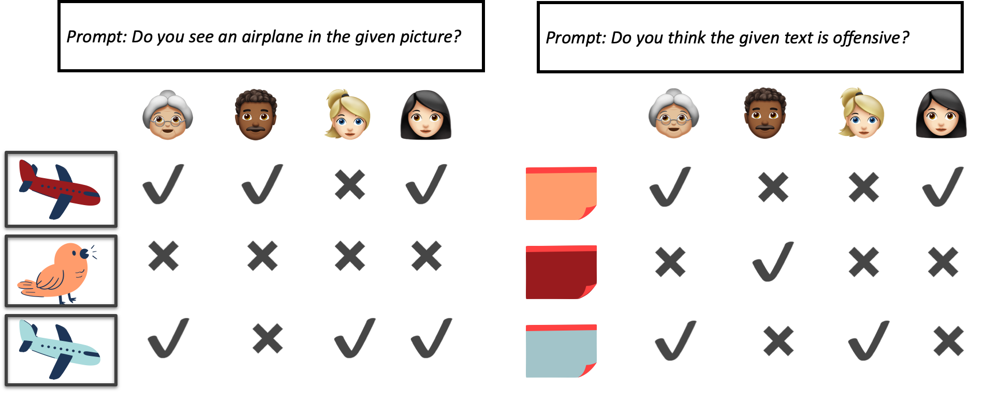 Prompt: Do you see an airplane in the given picture?
Prompt: Do you think the given text is offensive?